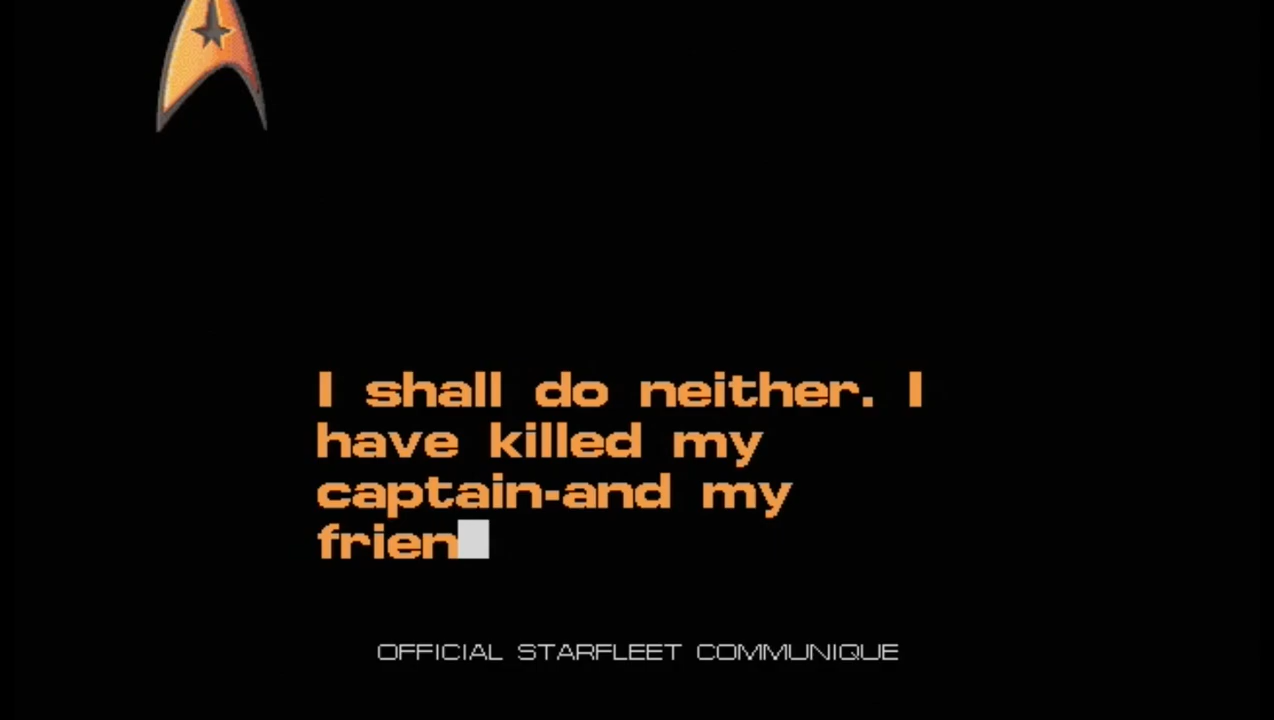 I shall do neither. I
have killed my
captain-and my
frien
OFFICIAL STARFLEET COMMUNIQUE